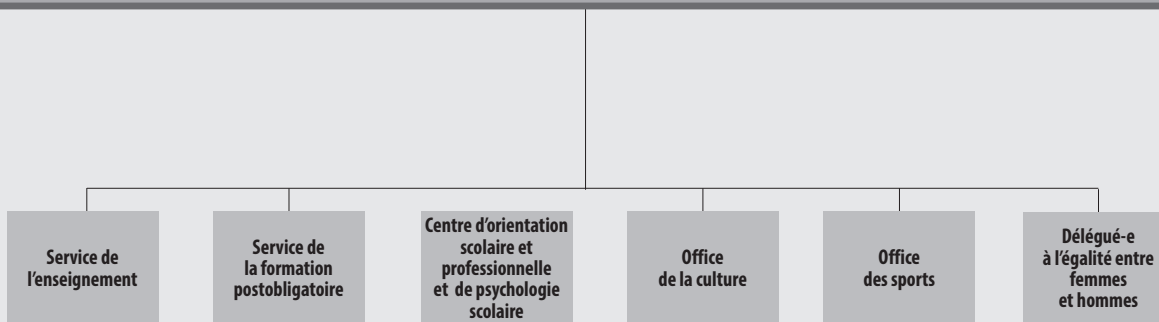 Service de
l'enseignement
Service de
la formation
postobligatoire
Centre d'orientation
scolaire et
professionnelle
et de psychologie
scolaire
Office
de la culture
Office
des sports
Délégué-e
à l'égalité entre
femmes
et hommes